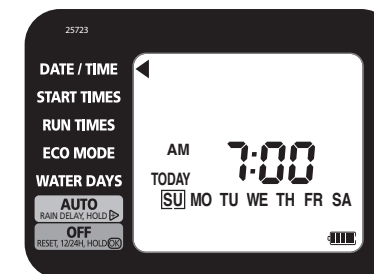 25723
DATE / TIME
START TIMES
RUN TIMES
ECO MODE
WATER DAYS
AUTO
RAIN DELAY, HOLD
OFF
RESET, 12/24H, HOLD OK
AM 7:00
TODAY
SU MO TU WE TH FR SA